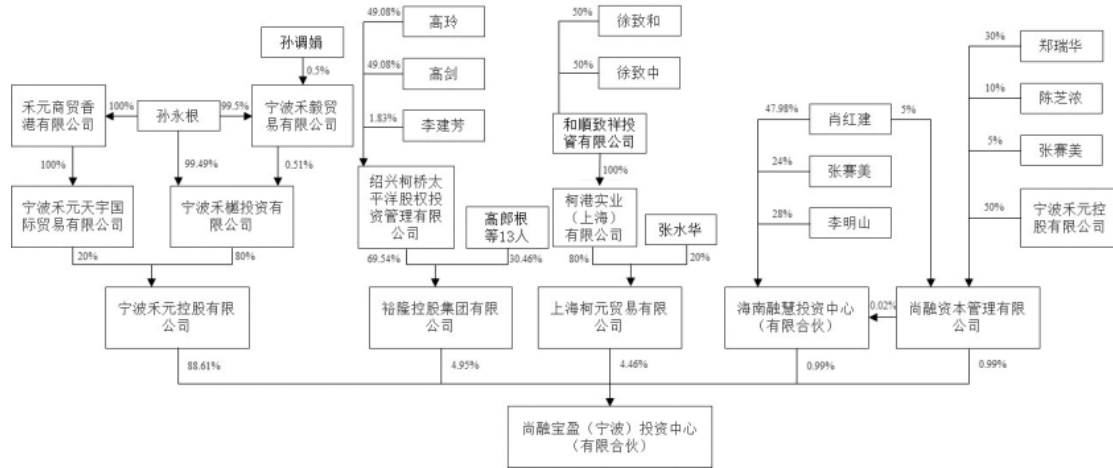 49.08%
高玲
50%
徐致和
30%
郑瑞华
孙调娟
0.5%
49.08%
高剑
50%
徐致中
10%
陈芝浓
禾元商贸香
港有限公司
100%
孙永根
99.5%
宁波禾毅贸
易有限公司
1.83%
李建芳
和順致祥投
資有限公司
47.98%
肖红建
5%
5%
张赛美
100%
99.49%
0.51%
100%
24%
张赛美
宁波禾元天宇国
际贸易有限公司
宁波禾樾投资有
限公司
绍兴柯桥太
平洋股权投
资管理有限
公司
高郎根
等13人
柯港实业
（上海）
有限公司
张水华
28%
李明山
50%
宁波禾元控
股有限公司
20%
80%
69.54%
30.46%
80%
20%
宁波禾元控股有限
公司
裕隆控股集团有限
公司
上海柯元贸易有限
公司
海南融慧投资中心
（有限合伙）
0.02%
尚融资本管理有限
公司
88.61%
4.95%
4.46%
0.99%
0.99%
尚融宝盈（宁波）投资中心
（有限合伙）